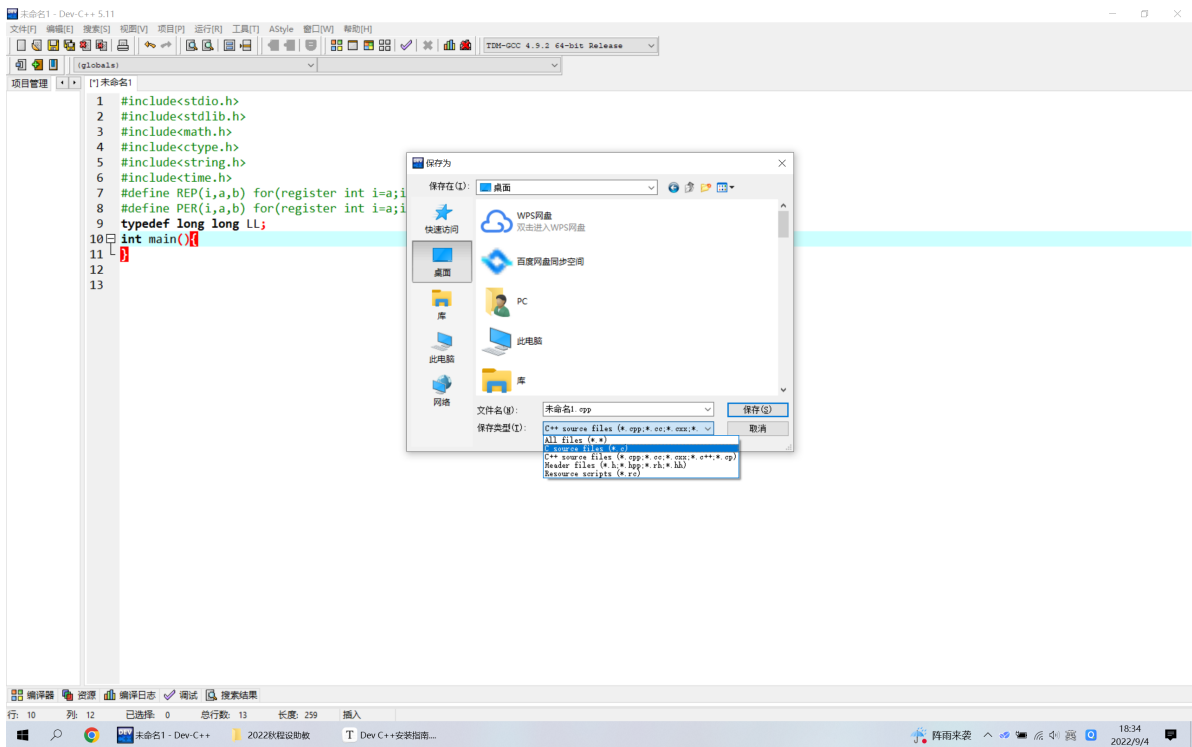 未命名1 - Dev-C++ 5.11
文件[F] 编辑[E] 搜索[S] 视图[V] 项目[P] 运行[R] 工具[T] AStyle 窗口[W] 帮助[H]
TDM-GCC 4.9.2 64-bit Release
(globals)
项目管理 [*] 未命名1
1 #include<stdio.h>
2 #include<stdlib.h>
3 #include<math.h>
4 #include<ctype.h>
5 #include<string.h>
6 #include<time.h>
7 #define REP(i,a,b) for(register int i=a;i
8 #define PER(i,a,b) for(register int i=a;i
9 typedef long long LL;
10 int main(){
11 }
12
13
保存为
保存在(I): 桌面
快速访问
桌面
库
此电脑
网络
WPS网盘
双击进入WPS网盘
百度网盘同步空间
PC
此电脑
库
文件名(N): 未命名1.cpp 保存(S)
保存类型(T): C++ source files (*.cpp;*.cc;*.cxx;*. 取消
All files (*.*)
C source files (*.c)
C++ source files (*.cpp;*.cc;*.cxx;*.c++;*.cp)
Header files (*.h;*.hpp;*.rh;*.hh)
Resource scripts (*.rc)
编译器 资源 编译日志 调试 搜索结果
行: 10 列: 12 已选择: 0 总行数: 13 长度: 259 插入
未命名1 - Dev-C++ 2022秋程设助教 Dev C++安装指南.... 阵雨来袭 英 18:34
2022/9/4